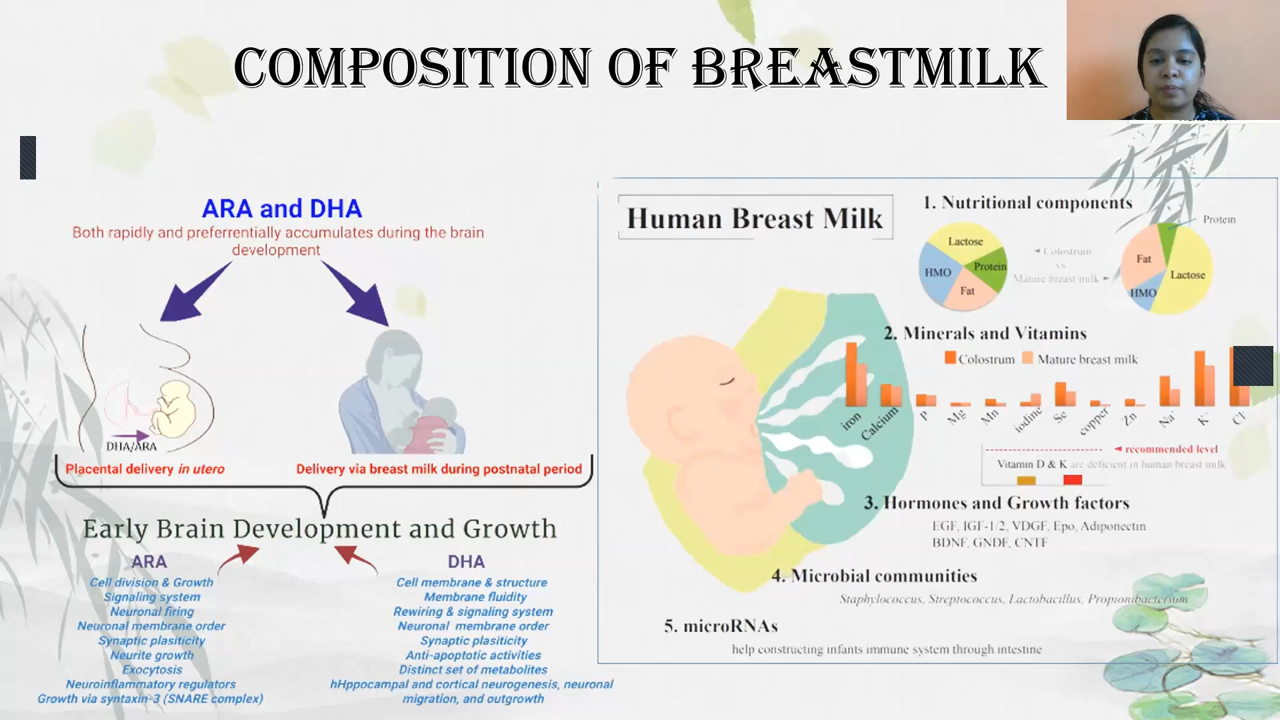 COMPOSITION OF BREASTMILK
ARA and DHA
Both rapidly and preferrentially accumulates during the brain
development
DHA/ARA
Placental delivery in utero
Delivery via breast milk during postnatal period
Early Brain Development and Growth
ARA
Cell division & Growth
Signaling system
Neuronal firing
Neuronal membrane order
Synaptic plasiticity
Neurite growth
Exocytosis
Neuroinflammatory regulators
Growth via syntaxin-3 (SNARE complex)
DHA
Cell membrane & structure
Membrane fluidity
Rewiring & signaling system
Neuronal membrane order
Synaptic plasiticity
Anti-apoptotic activities
Distinct set of metabolites
hHppocampal and cortical neurogenesis, neuronal
migration, and outgrowth
Human Breast Milk
1. Nutritional components
Lactose
Protein
Fat
HMO
Colostrum
vs
Mature breast milk
Protein
Fat
Lactose
HMO
2. Minerals and Vitamins
Colostrum
Mature breast milk
iron
Calcium
P
Mg
Mn
iodine
Se
copper
Zn
Na
K
Cl
recommended level
Vitamin D & K are deficient in human breast milk
3. Hormones and Growth factors
EGF, IGF-1/2, VDGF, Epo, Adiponectin
BDNF, GNDF, CNTF
4. Microbial communities
Staphylococcus, Streptococcus, Lactobacillus, Propionibacterium
5. microRNAs
help constructing infants immune system through intestine